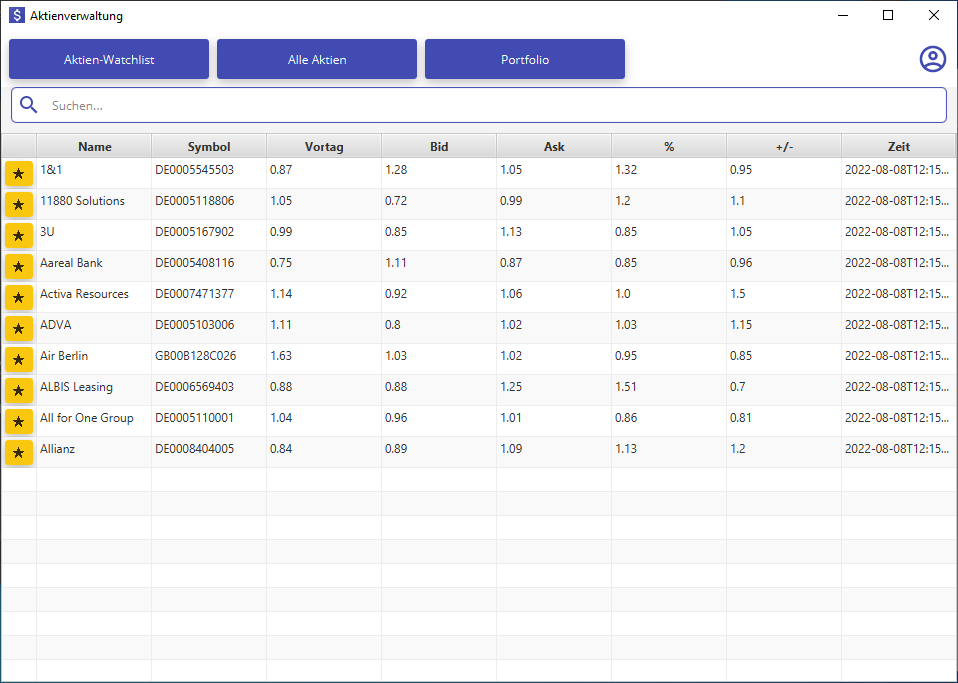 $ Aktienverwaltung
Aktien-Watchlist Alle Aktien Portfolio
Suchen...
Name Symbol Vortag Bid Ask % +/- Zeit
1&1 DE0005545503 0.87 1.28 1.05 1.32 0.95 2022-08-08T12:15...
11880 Solutions DE0005118806 1.05 0.72 0.99 1.2 1.1 2022-08-08T12:15...
3U DE0005167902 0.99 0.85 1.13 0.85 1.05 2022-08-08T12:15...
Aareal Bank DE0005408116 0.75 1.11 0.87 0.85 0.96 2022-08-08T12:15...
Activa Resources DE0007471377 1.14 0.92 1.06 1.0 1.5 2022-08-08T12:15...
ADVA DE0005103006 1.11 0.8 1.02 1.03 1.15 2022-08-08T12:15...
Air Berlin GB00B128C026 1.63 1.03 1.02 0.95 0.85 2022-08-08T12:15...
ALBIS Leasing DE0006569403 0.88 0.88 1.25 1.51 0.7 2022-08-08T12:15...
All for One Group DE0005110001 1.04 0.96 1.01 0.86 0.81 2022-08-08T12:15...
Allianz DE0008404005 0.84 0.89 1.09 1.13 1.2 2022-08-08T12:15...